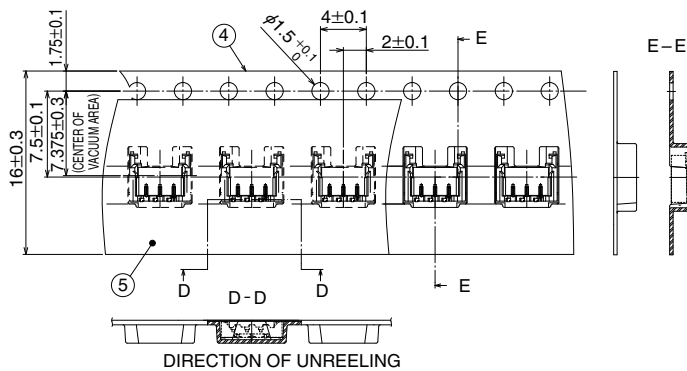 1.75±0.1
④
φ1.5 +0.1 0
4±0.1
2±0.1
E
E-E
16±0.3
7.5±0.1
7.375±0.3
(CENTER OF
VACUUM AREA)
⑤
D
D-D
D
E
DIRECTION OF UNREELING